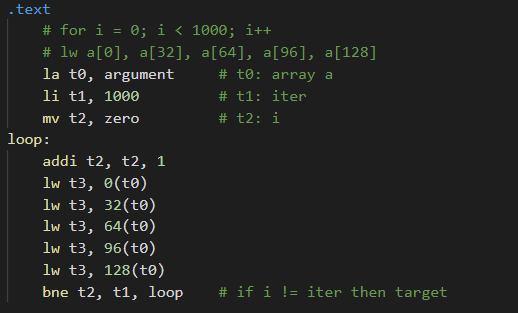 .text
# for i = 0; i < 1000; i++
# lw a[0], a[32], a[64], a[96], a[128]
la t0, argument # t0: array a
li t1, 1000 # t1: iter
mv t2, zero # t2: i
loop:
addi t2, t2, 1
lw t3, 0(t0)
lw t3, 32(t0)
lw t3, 64(t0)
lw t3, 96(t0)
lw t3, 128(t0)
bne t2, t1, loop # if i != iter then target